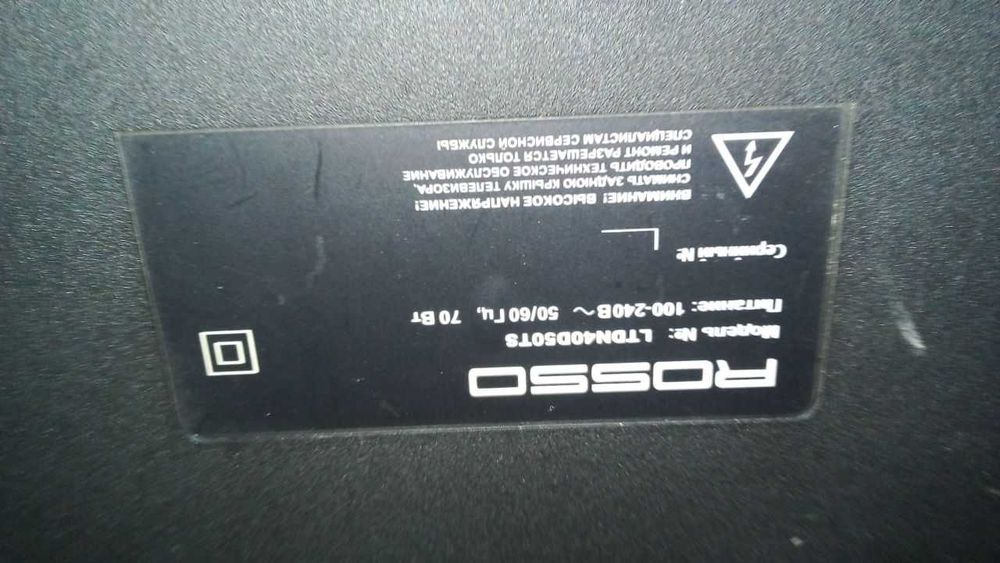 ROSSO
Модель №: LTDN40D50TS
Питание: 100-240В ~ 50/60 Гц, 70 Вт
Серийный №
ВНИМАНИЕ! ВЫСОКОЕ НАПРЯЖЕНИЕ!
СНИМАТЬ ЗАДНЮЮ КРЫШКУ ТЕЛЕВИЗОРА,
ПРОВОДИТЬ ТЕХНИЧЕСКОЕ ОБСЛУЖИВАНИЕ
И РЕМОНТ РАЗРЕШАЕТСЯ ТОЛЬКО
СПЕЦИАЛИСТАМ СЕРВИСНОЙ СЛУЖБЫ